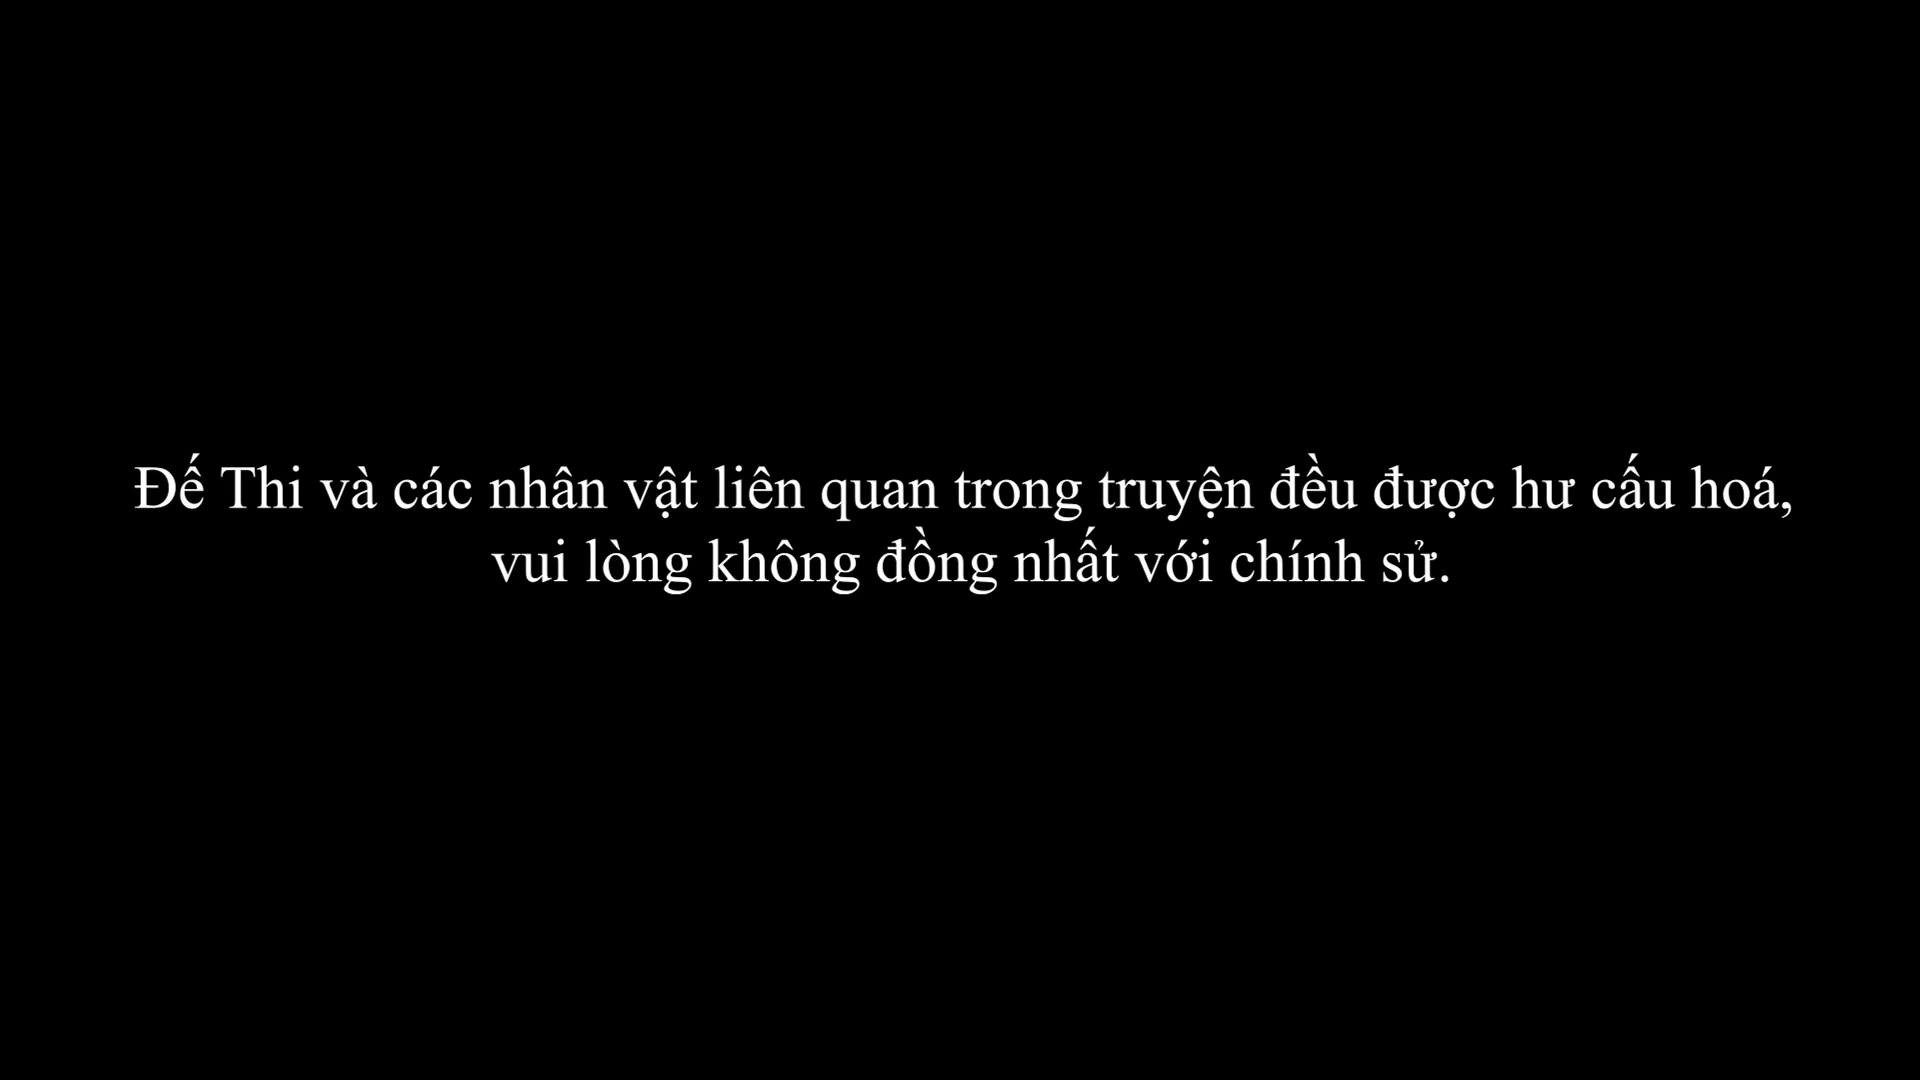 Đế Thi và các nhân vật liên quan trong truyện đều được hư cấu hoá,
vui lòng không đồng nhất với chính sử.